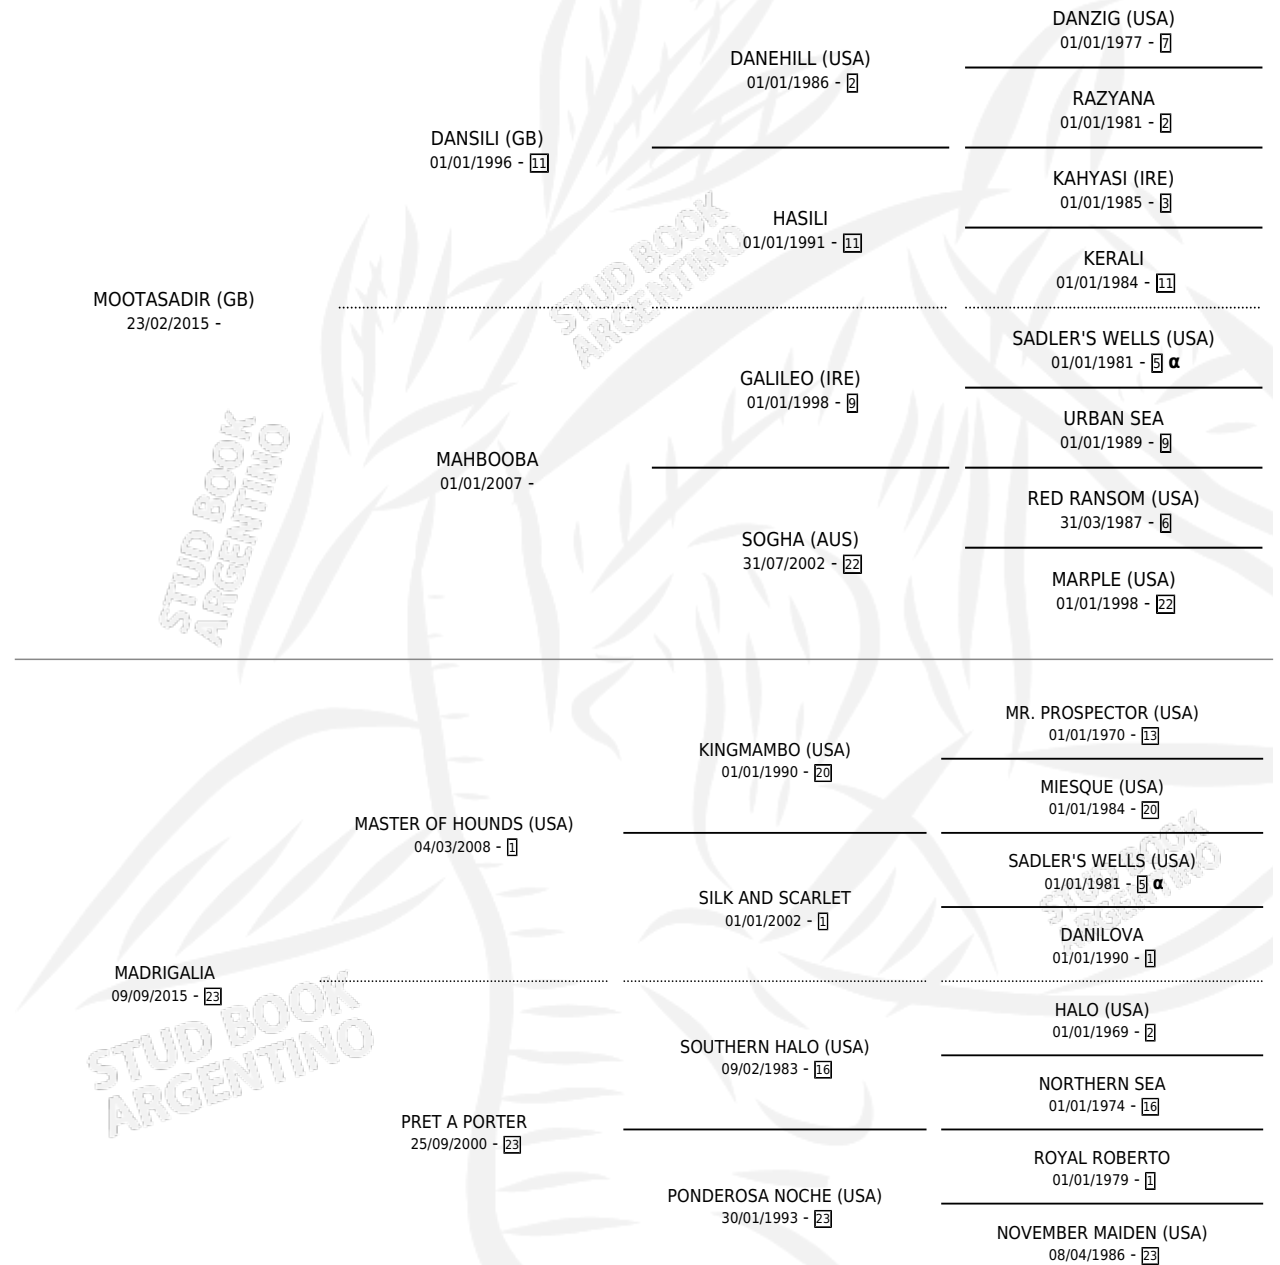 DANZIG (USA)
01/01/1977 - 7
DANEHILL (USA)
01/01/1986 - 2
RAZYANA
01/01/1981 - 2
DANSILI (GB)
01/01/1996 - 11
KAHYASI (IRE)
01/01/1985 - 3
HASILI
01/01/1991 - 11
KERALI
01/01/1984 - 11
MOOTASADIR (GB)
23/02/2015 -
SADLER'S WELLS (USA)
01/01/1981 - 5 α
GALILEO (IRE)
01/01/1998 - 9
URBAN SEA
01/01/1989 - 9
MAHBOOBA
01/01/2007 -
RED RANSOM (USA)
31/03/1987 - 6
SOGHA (AUS)
31/07/2002 - 22
MARPLE (USA)
01/01/1998 - 22
STUD BOOK
ARGENTINO
STUD BOOK
ARGENTINO
MR. PROSPECTOR (USA)
01/01/1970 - 13
KINGMAMBO (USA)
01/01/1990 - 20
MIESQUE (USA)
01/01/1984 - 20
MASTER OF HOUNDS (USA)
04/03/2008 - 1
SADLER'S WELLS (USA)
01/01/1981 - 5 α
SILK AND SCARLET
01/01/2002 - 1
DANILOVA
01/01/1990 - 1
MADRIGALIA
09/09/2015 - 23
HALO (USA)
01/01/1969 - 2
SOUTHERN HALO (USA)
09/02/1983 - 16
NORTHERN SEA
01/01/1974 - 16
PRET A PORTER
25/09/2000 - 23
ROYAL ROBERTO
01/01/1979 - 1
PONDEROSA NOCHE (USA)
30/01/1993 - 23
NOVEMBER MAIDEN (USA)
08/04/1986 - 23
STUD BOOK
ARGENTINO
STUD BOOK
ARGENTINO